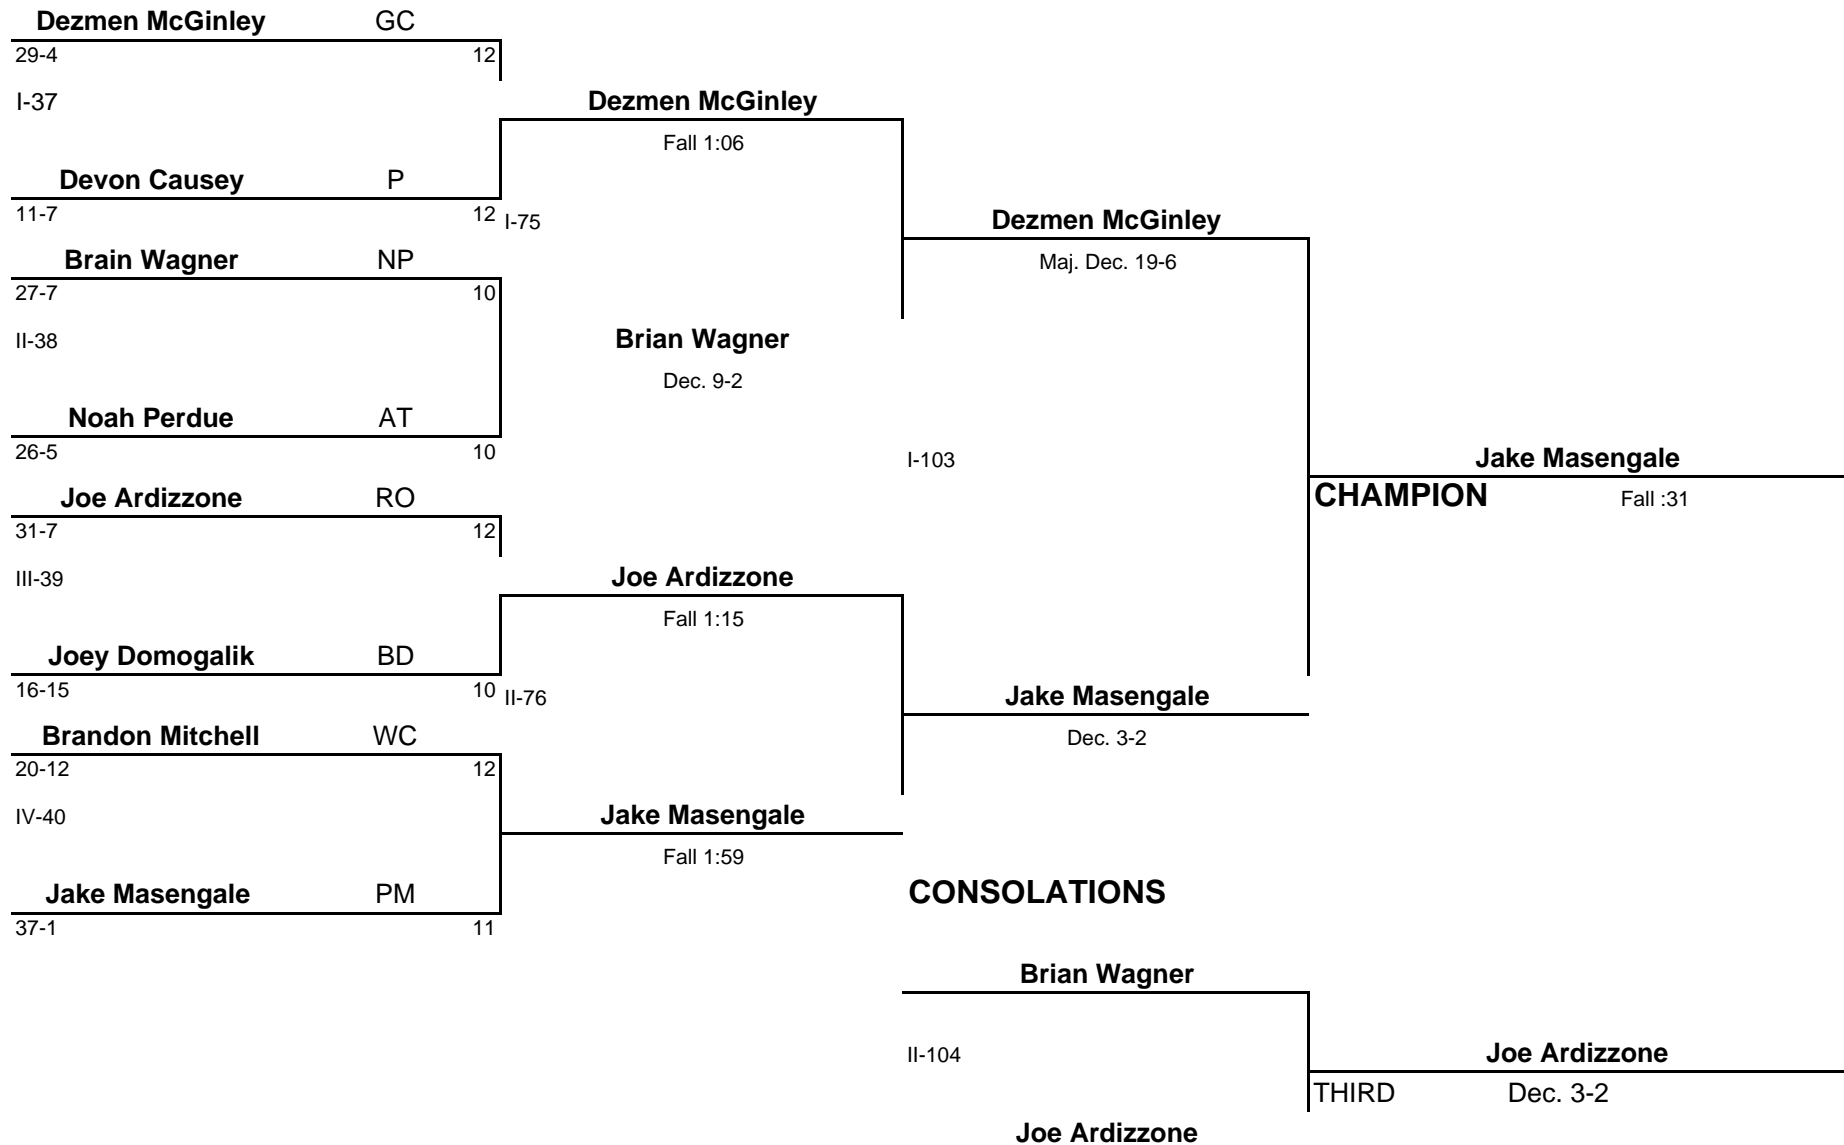 Dezmen McGinley GC
29-4 12
I-37
Dezmen McGinley
Fall 1:06
Devon Causey P
11-7 12 I-75
Dezmen McGinley
Maj. Dec. 19-6
Brain Wagner NP
27-7 10
II-38
Brian Wagner
Dec. 9-2
Noah Perdue AT
26-5 10
I-103
Jake Masengale
CHAMPION Fall :31
Joe Ardizzone RO
31-7 12
III-39
Joe Ardizzone
Fall 1:15
Joey Domogalik BD
16-15 10 II-76
Jake Masengale
Dec. 3-2
Brandon Mitchell WC
20-12 12
IV-40
Jake Masengale
Fall 1:59
Jake Masengale PM
37-1 11
CONSOLATIONS
Brian Wagner
II-104
Joe Ardizzone
THIRD Dec. 3-2
Joe Ardizzone